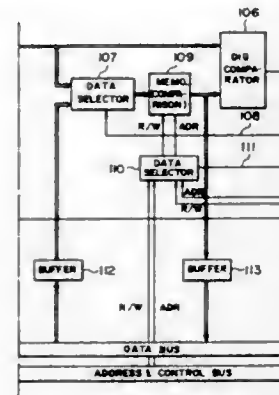 106
107
109
DATA
SELECTOR
MEMO.
(COMPA-
RISON)
DIG
COMPA-
RATOR
108
R/W
ADR
111
110
DATA
SELECTOR
ADR
R/W
BUFFER
112
BUFFER
113
R/W
ADR
DATA BUS
ADDRESS & CONTROL BUS